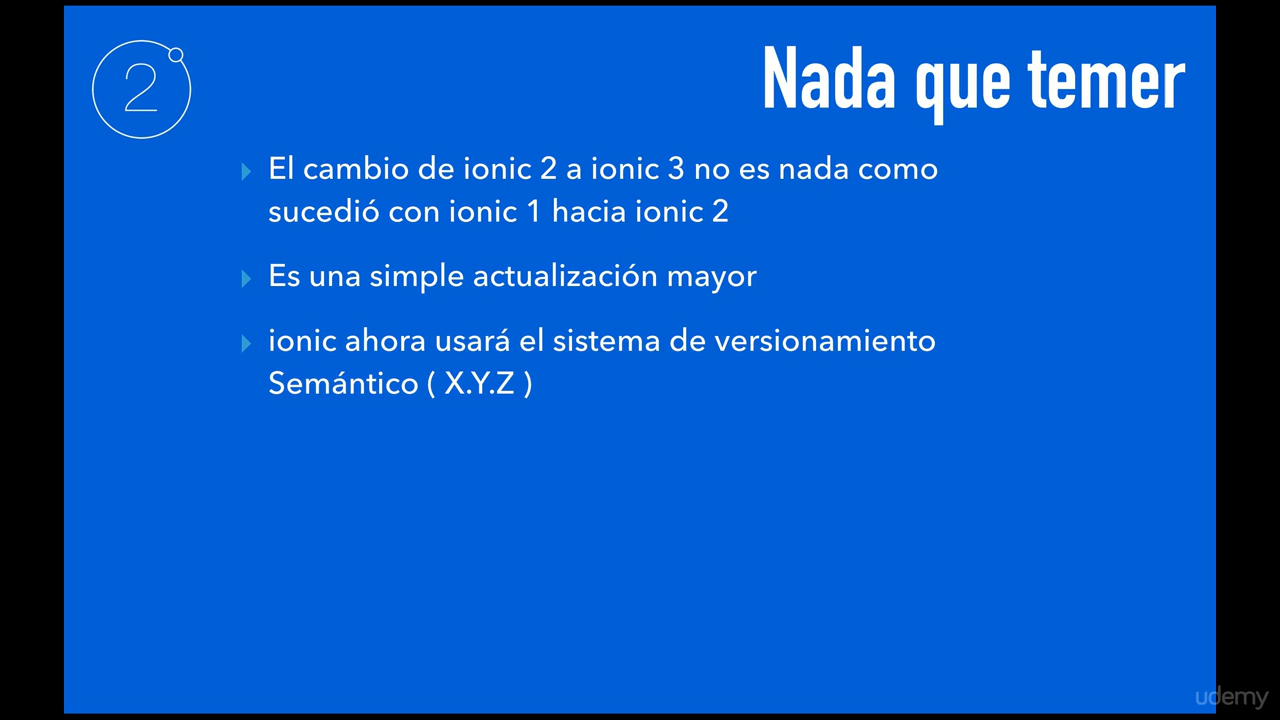 2
Nada que temer
El cambio de ionic 2 a ionic 3 no es nada como
sucedió con ionic 1 hacia ionic 2
Es una simple actualización mayor
ionic ahora usará el sistema de versionamiento
Semántico ( X.Y.Z )
udemy